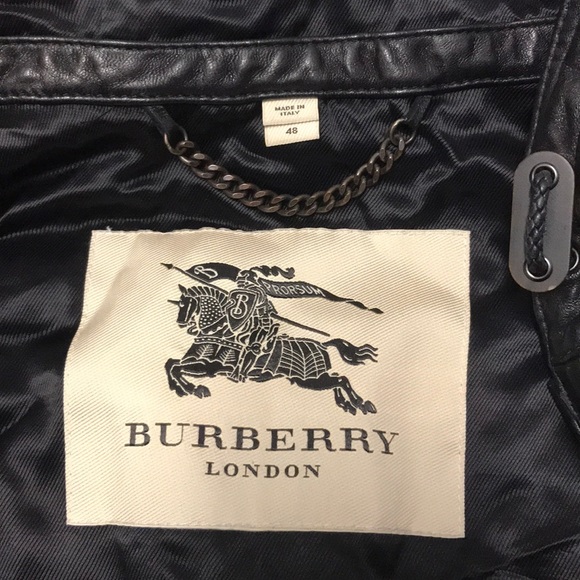 MADE IN
ITALY
48
B
PRORSUM
B
BURBERRY
LONDON